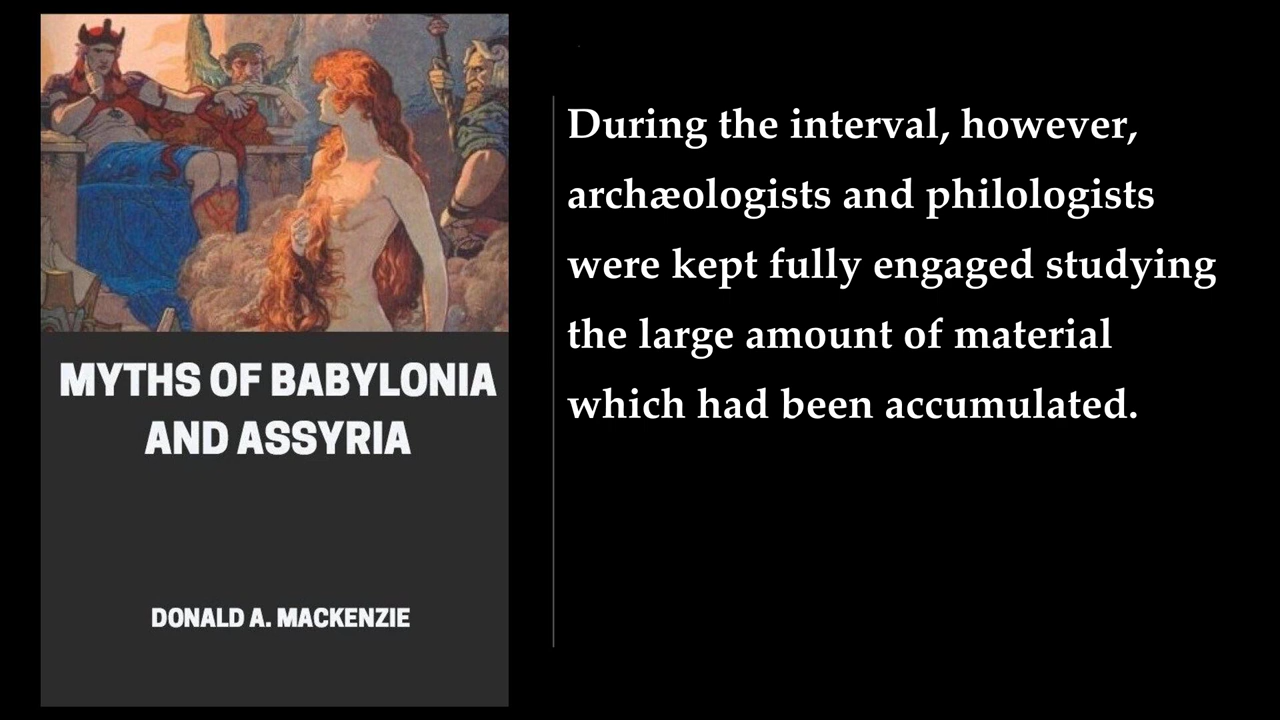 MYTHS OF BABYLONIA
AND ASSYRIA
DONALD A. MACKENZIE
During the interval, however,
archæologists and philologists
were kept fully engaged studying
the large amount of material
which had been accumulated.